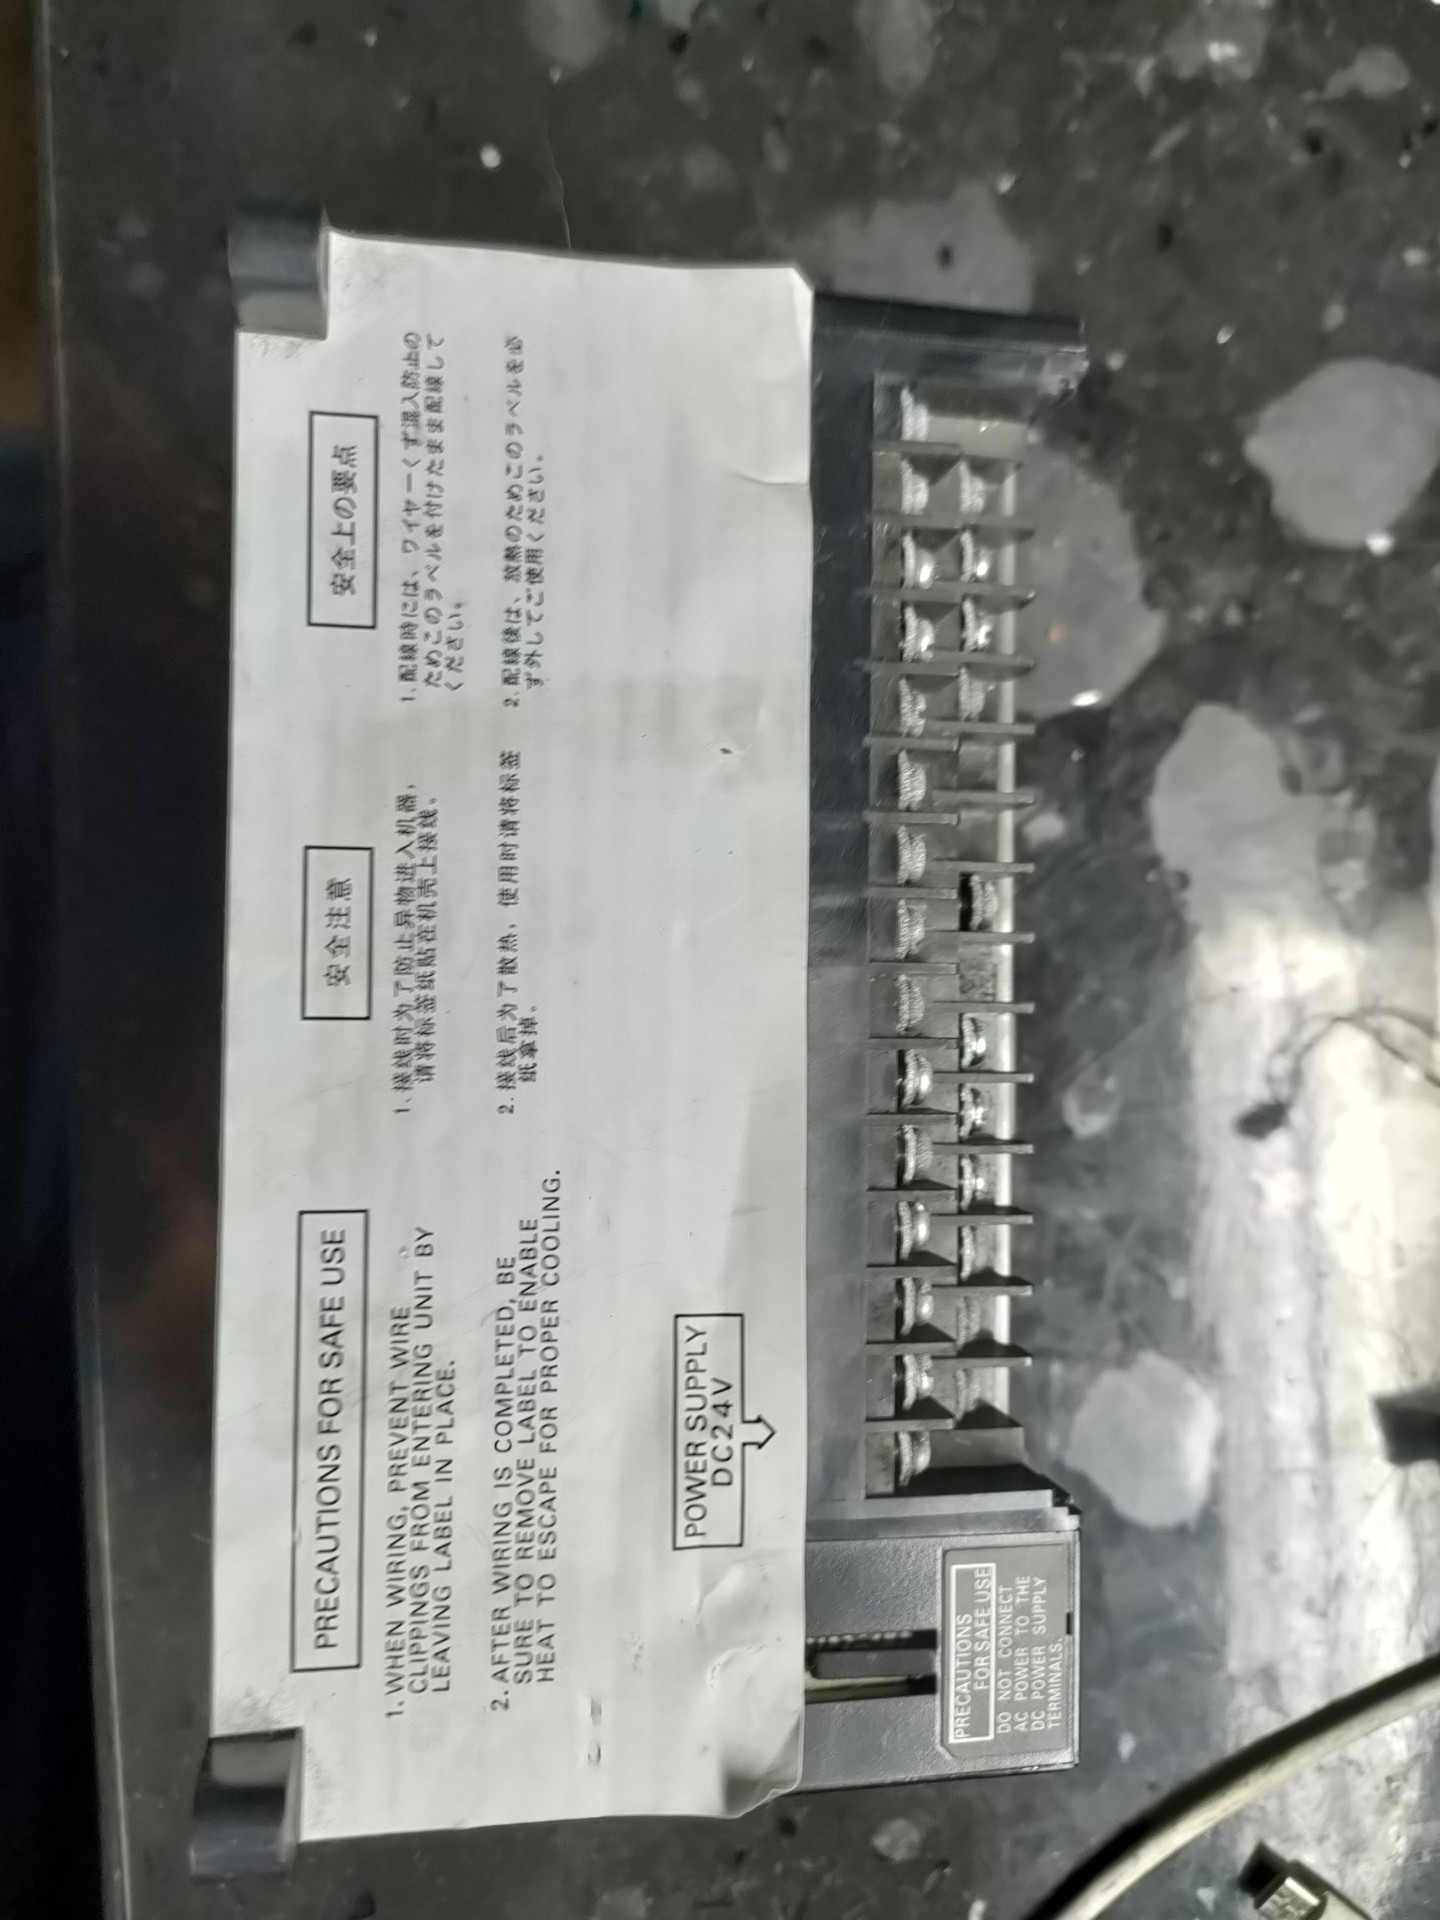 PRECAUTIONS FOR SAFE USE
1. WHEN WIRING, PREVENT WIRE
CLIPPINGS FROM ENTERING UNIT BY
LEAVING LABEL IN PLACE.
2. AFTER WIRING IS COMPLETED, BE
SURE TO REMOVE LABEL TO ENABLE
HEAT TO ESCAPE FOR PROPER COOLING.
安全注意
1. 接线时为了防止异物进入机器,
请将标签纸贴在机壳上接线。
2. 接线后为了散热, 使用时请将标签
纸拿掉。
安全上の要点
1. 配線時には、ワイヤーくず混入防止の
ためこのラベルを付けたまま配線して
ください。
2. 配線後は、放熱のためこのラベルを必
ず外してご使用ください。
POWER SUPPLY
DC24V
PRECAUTIONS
FOR SAFE USE
DO NOT CONNECT
AC POWER TO THE
DC POWER SUPPLY
TERMINALS.